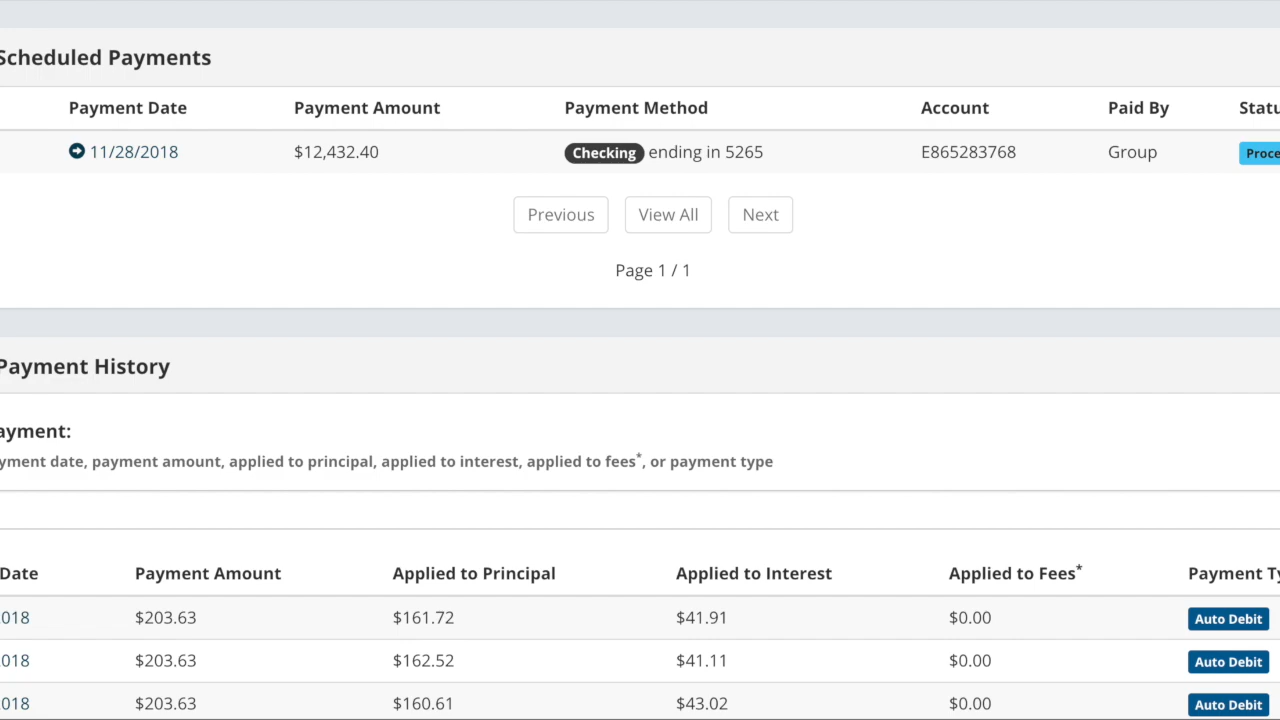 Scheduled Payments
Payment Date Payment Amount Payment Method Account Paid By
11/28/2018 $12,432.40 Checking ending in 5265 E865283768 Group
Previous View All Next
Page 1 / 1
Payment History
date, payment amount, applied to principal, applied to interest, applied to fees*, or payment type
Date Payment Amount Applied to Principal Applied to Interest Applied to Fees* Payment
$203.63 $161.72 $41.91 $0.00 Auto Debit
$203.63 $162.52 $41.11 $0.00 Auto Debit
$203.63 $160.61 $43.02 $0.00 Auto Debit